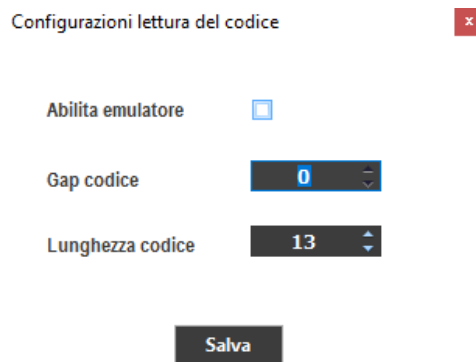 Configurazioni lettura del codice
x
Abilita emulatore
Gap codice 0
Lunghezza codice 13
Salva